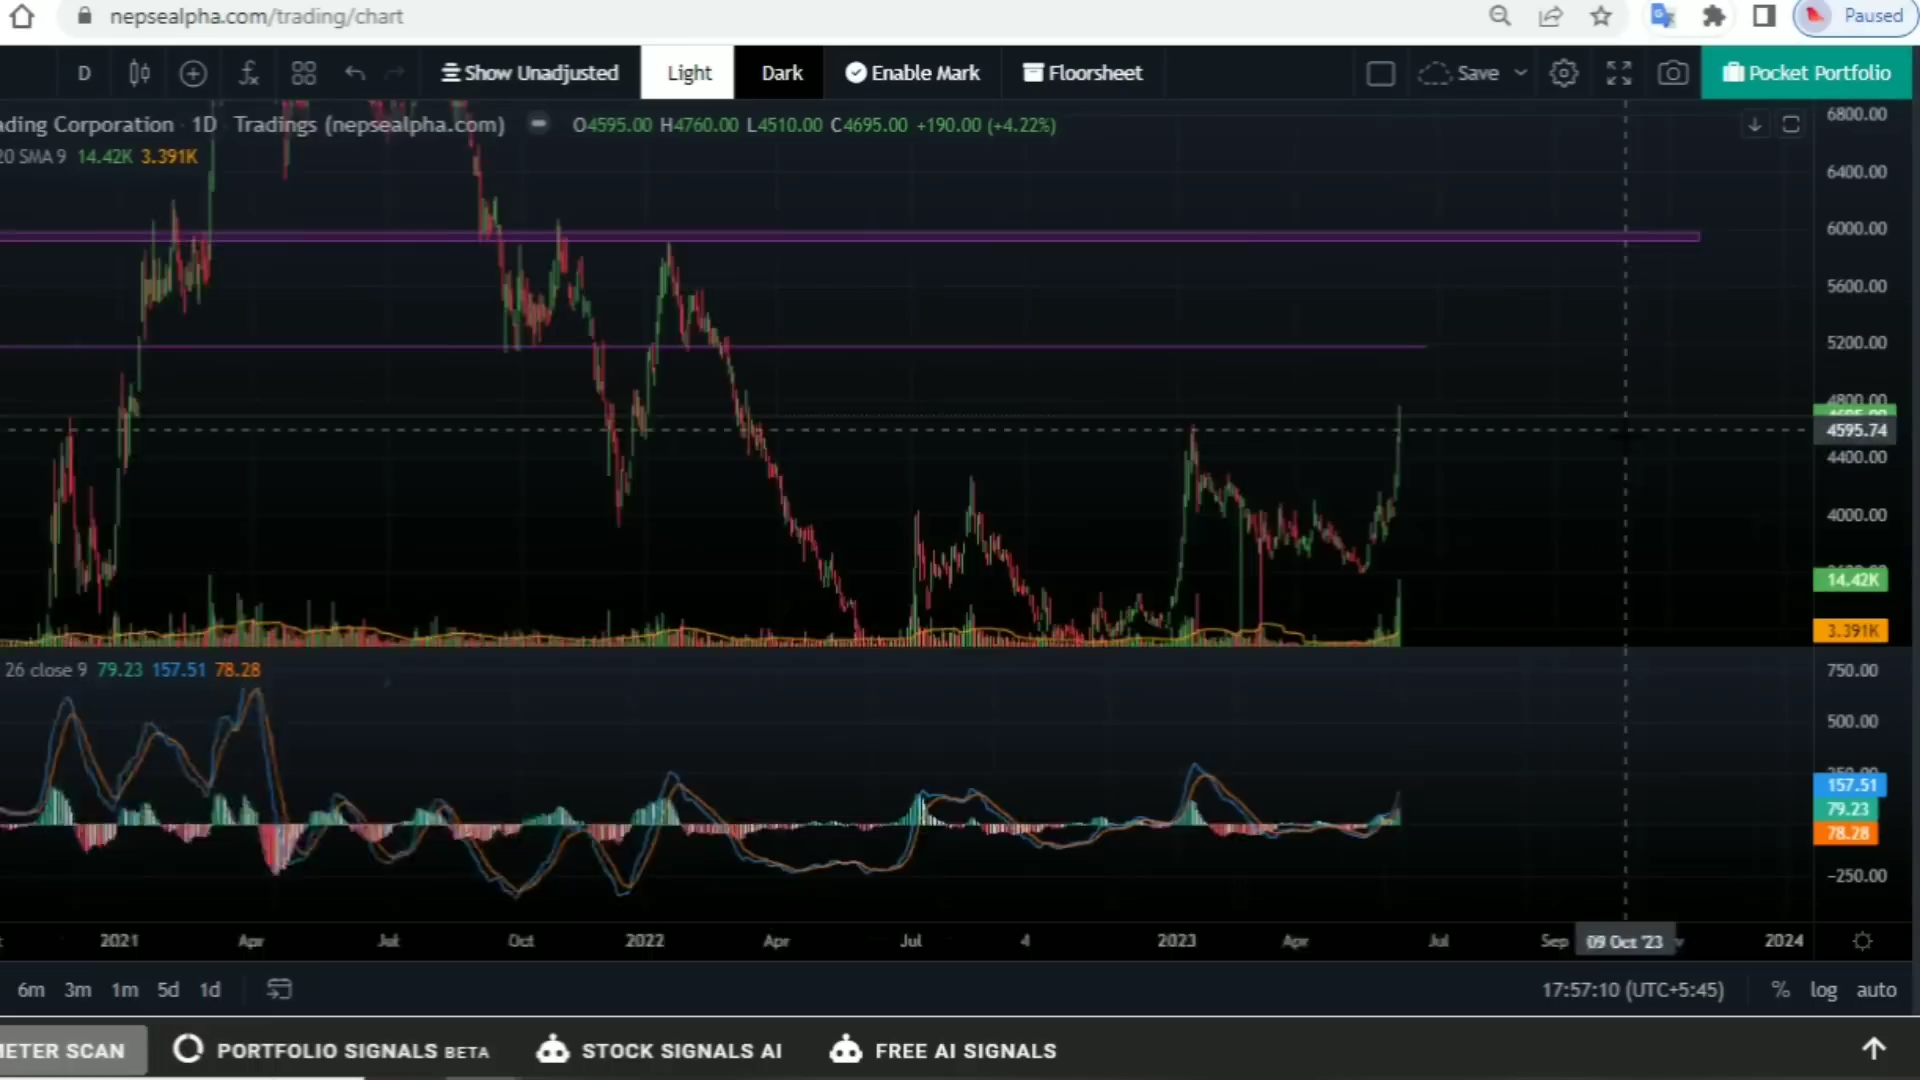 nepsealpha.com/trading/chart
Paused
D
Show Unadjusted
Light
Dark
Enable Mark
Floorsheet
Save
Pocket Portfolio
ading Corporation 1D Tradings (nepsealpha.com) O4595.00 H4760.00 L4510.00 C4695.00 +190.00 (+4.22%)
20 SMA 9 14.42K 3.391K
6800.00
6400.00
6000.00
5600.00
5200.00
4800.00
4695.00
4595.74
4400.00
4000.00
14.42K
3.391K
26 close 9 79.23 157.51 78.28
750.00
500.00
157.51
79.23
78.28
−250.00
2021 Apr Jul Oct 2022 Apr Jul 4 2023 Apr Jul Sep 09 Oct '23 2024
6m 3m 1m 5d 1d
17:57:10 (UTC+5:45) % log auto
METER SCAN
PORTFOLIO SIGNALS BETA
STOCK SIGNALS AI
FREE AI SIGNALS